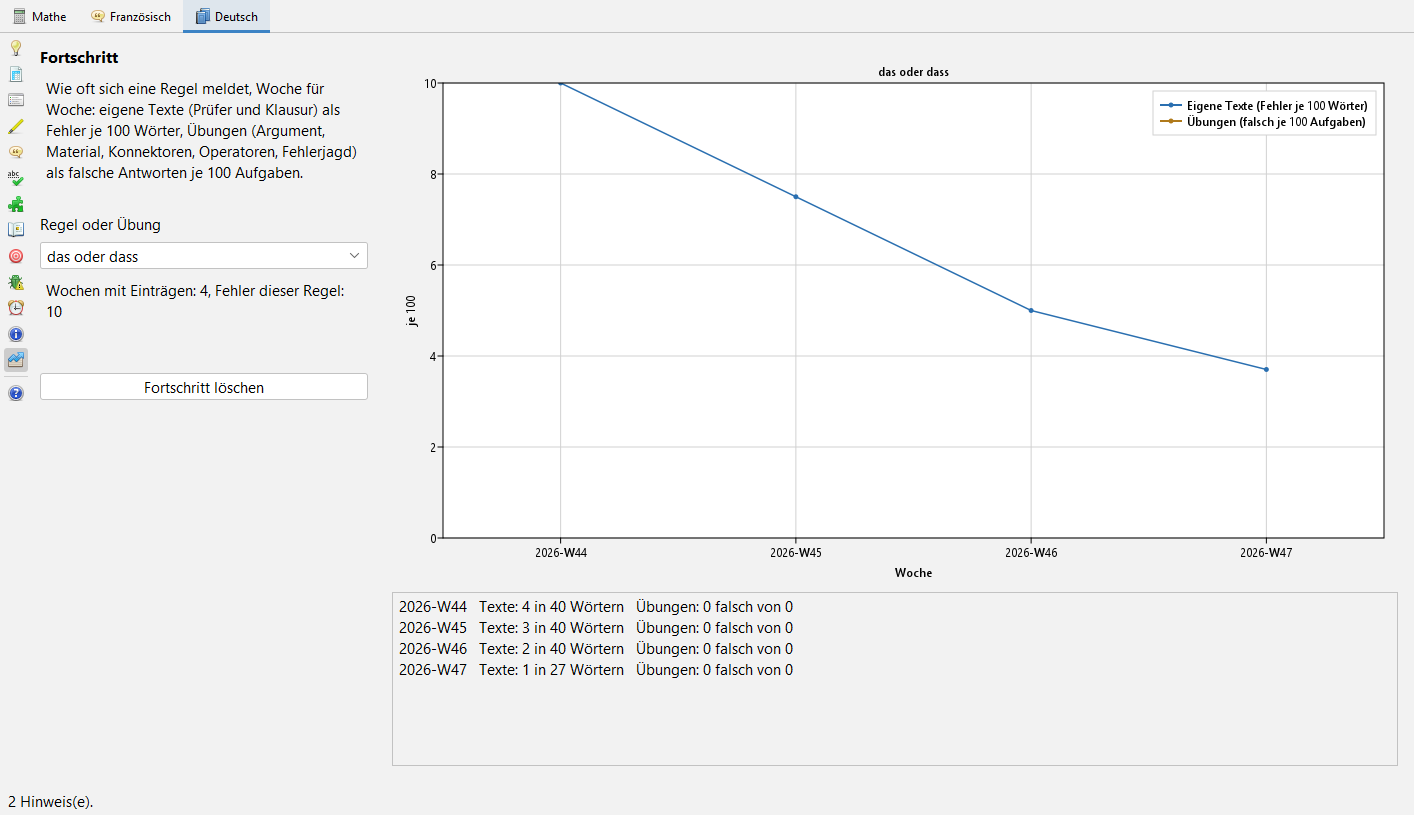 Mathe
Französisch
Deutsch
Fortschritt
Wie oft sich eine Regel meldet, Woche für
Woche: eigene Texte (Prüfer und Klausur) als
Fehler je 100 Wörter, Übungen (Argument,
Material, Konnektoren, Operatoren, Fehlerjagd)
als falsche Antworten je 100 Aufgaben.
Regel oder Übung
das oder dass
Wochen mit Einträgen: 4, Fehler dieser Regel:
10
Fortschritt löschen
das oder dass
Eigene Texte (Fehler je 100 Wörter)
Übungen (falsch je 100 Aufgaben)
10
8
6
4
2
0
je 100
2026-W44
2026-W45
2026-W46
2026-W47
Woche
2026-W44 Texte: 4 in 40 Wörtern Übungen: 0 falsch von 0
2026-W45 Texte: 3 in 40 Wörtern Übungen: 0 falsch von 0
2026-W46 Texte: 2 in 40 Wörtern Übungen: 0 falsch von 0
2026-W47 Texte: 1 in 27 Wörtern Übungen: 0 falsch von 0
2 Hinweis(e).